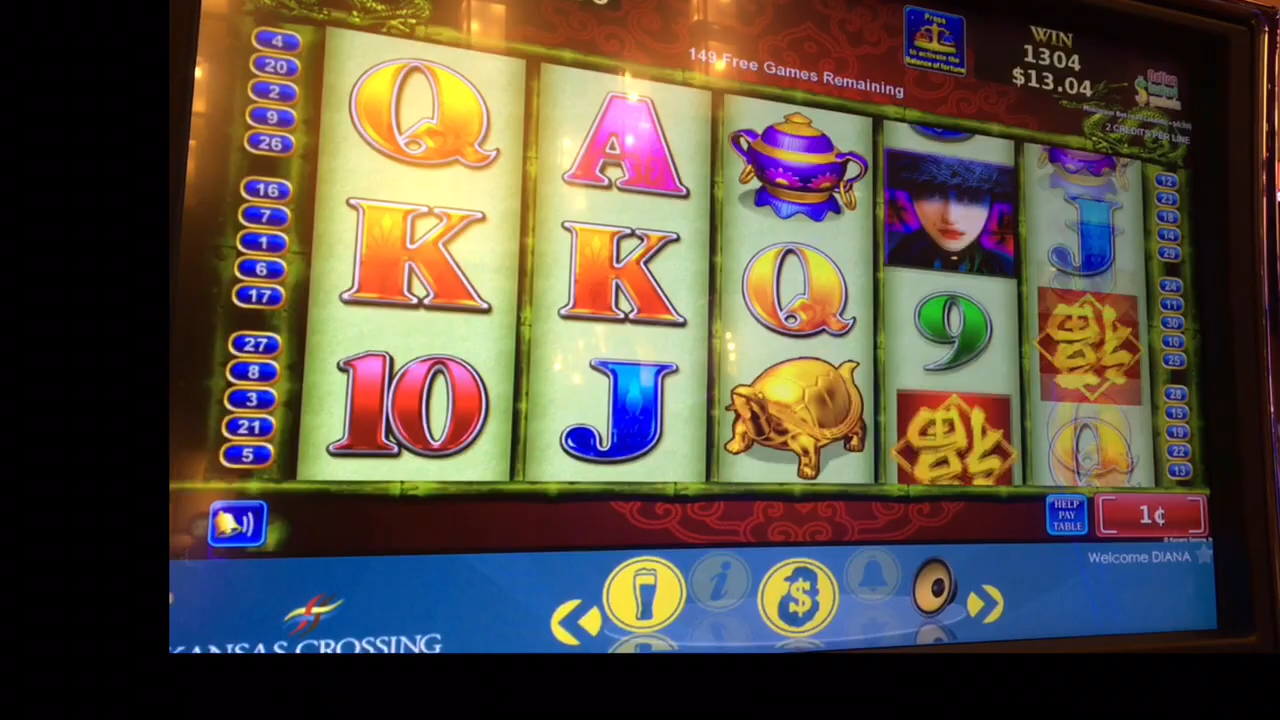 149 Free Games Remaining
Press
to activate the
Balance of fortune
WIN
1304
$13.04
2 CREDITS PER LINE
4
20
2
9
26
16
7
1
6
17
27
8
3
21
5
Q
A
K
K
Q
10
J
9
J
福
福
Q
12
23
18
14
29
24
11
30
10
25
28
15
19
22
13
HELP
PAY
TABLE
1¢
Welcome DIANA
KANSAS CROSSING
i
$